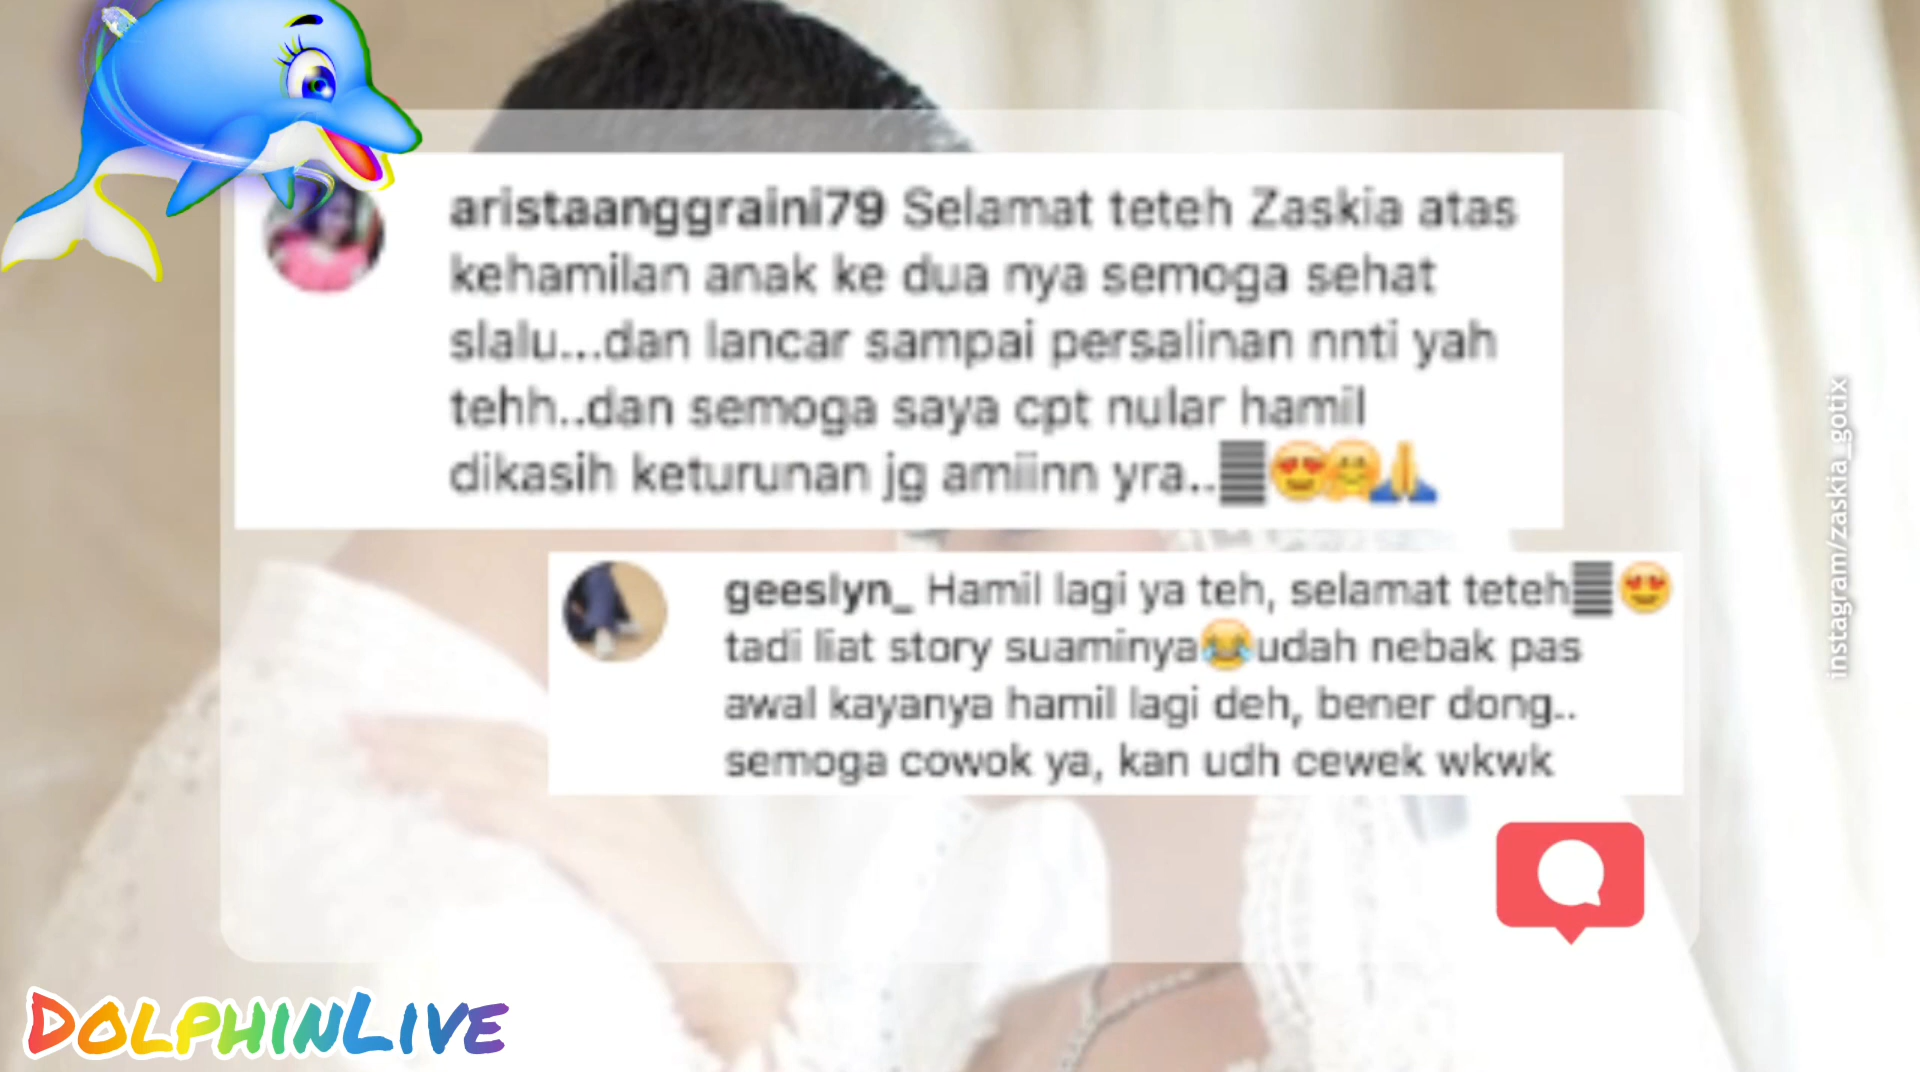 aristaanggraini79 Selamat teteh Zaskia atas
kehamilan anak ke dua nya semoga sehat
slalu...dan lancar sampai persalinan nnti yah
tehh..dan semoga saya cpt nular hamil
dikasih keturunan jg amiinn yra..😍🤗🙏
geeslyn_ Hamil lagi ya teh, selamat teteh😍
tadi liat story suaminya😂udah nebak pas
awal kayanya hamil lagi deh, bener dong..
semoga cowok ya, kan udh cewek wkwk
instagram/zaskia_gotix
DOLPHINLIVE